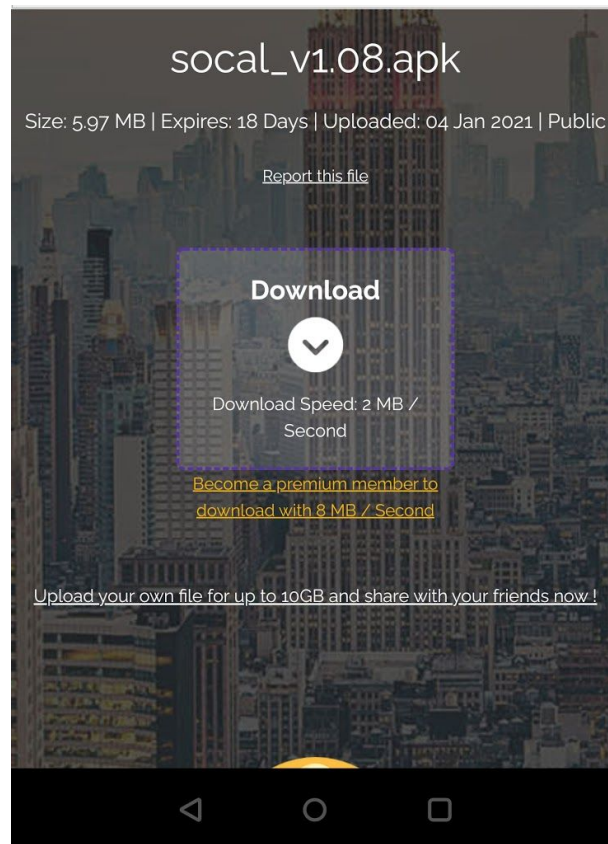 socal_v1.08.apk
Size: 5.97 MB | Expires: 18 Days | Uploaded: 04 Jan 2021 | Public
Report this file
Download
Download Speed: 2 MB /
Second
Become a premium member to
download with 8 MB / Second
Upload your own file for up to 10GB and share with your friends now !